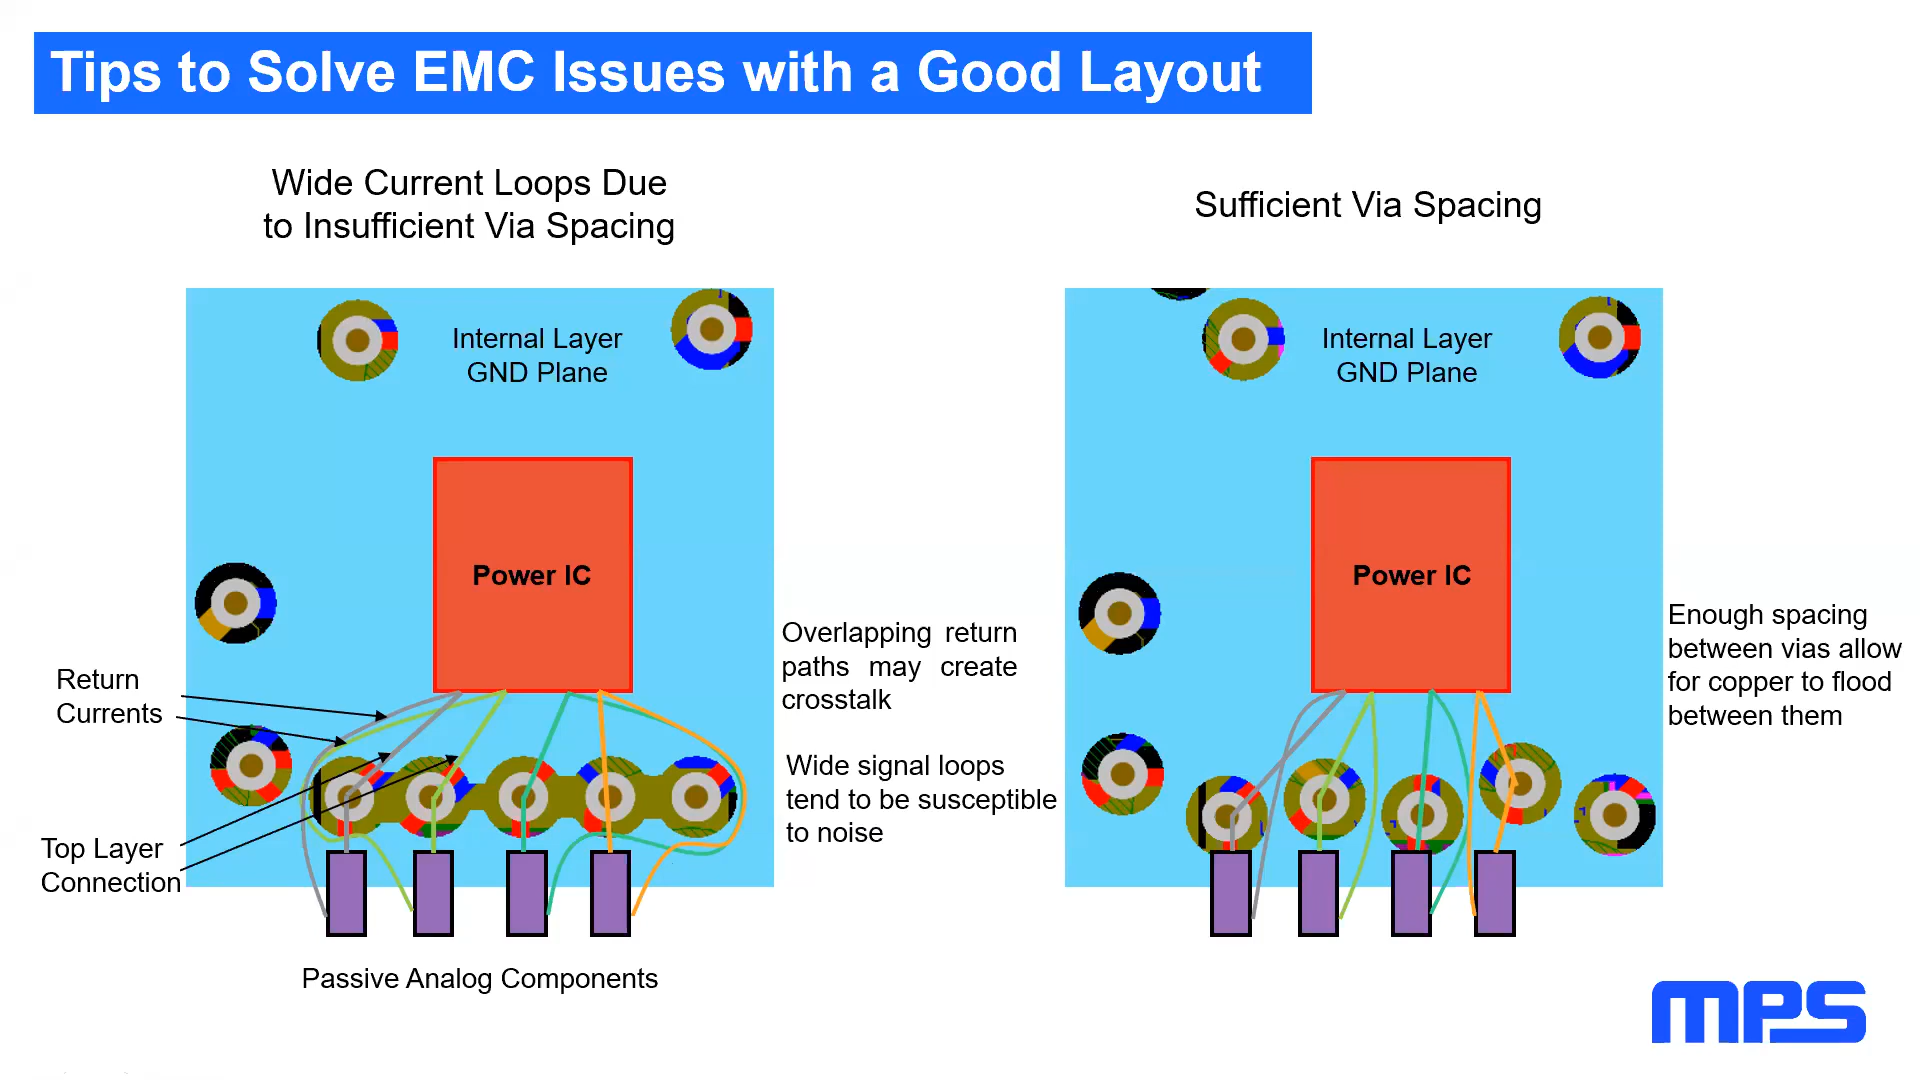 Tips to Solve EMC Issues with a Good Layout
Wide Current Loops Due
to Insufficient Via Spacing
Internal Layer
GND Plane
Power IC
Return
Currents
Top Layer
Connection
Overlapping return
paths may create
crosstalk
Wide signal loops
tend to be susceptible
to noise
Passive Analog Components
Sufficient Via Spacing
Internal Layer
GND Plane
Power IC
Enough spacing
between vias allow
for copper to flood
between them
MPS